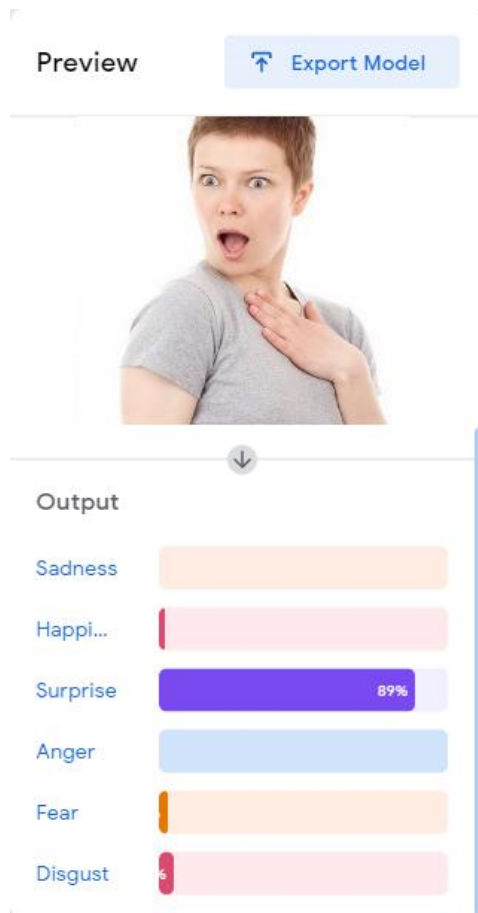 Preview
Export Model
Output
Sadness
Happi...
Surprise
89%
Anger
Fear
Disgust
%